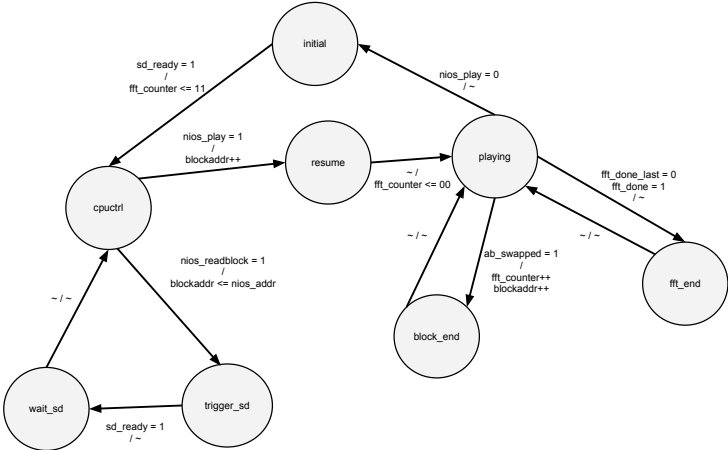 initial
sd_ready = 1
/
fft_counter <= 11
nios_play = 0
/ ~
nios_play = 1
/
blockaddr++
resume
~ /
fft_counter <= 00
playing
fft_done_last = 0
fft_done = 1
/ ~
cpuctrl
~ / ~
~ / ~
nios_readblock = 1
/
blockaddr <= nios_addr
ab_swapped = 1
/
fft_counter++
blockaddr++
fft_end
~ / ~
block_end
wait_sd
trigger_sd
sd_ready = 1
/ ~